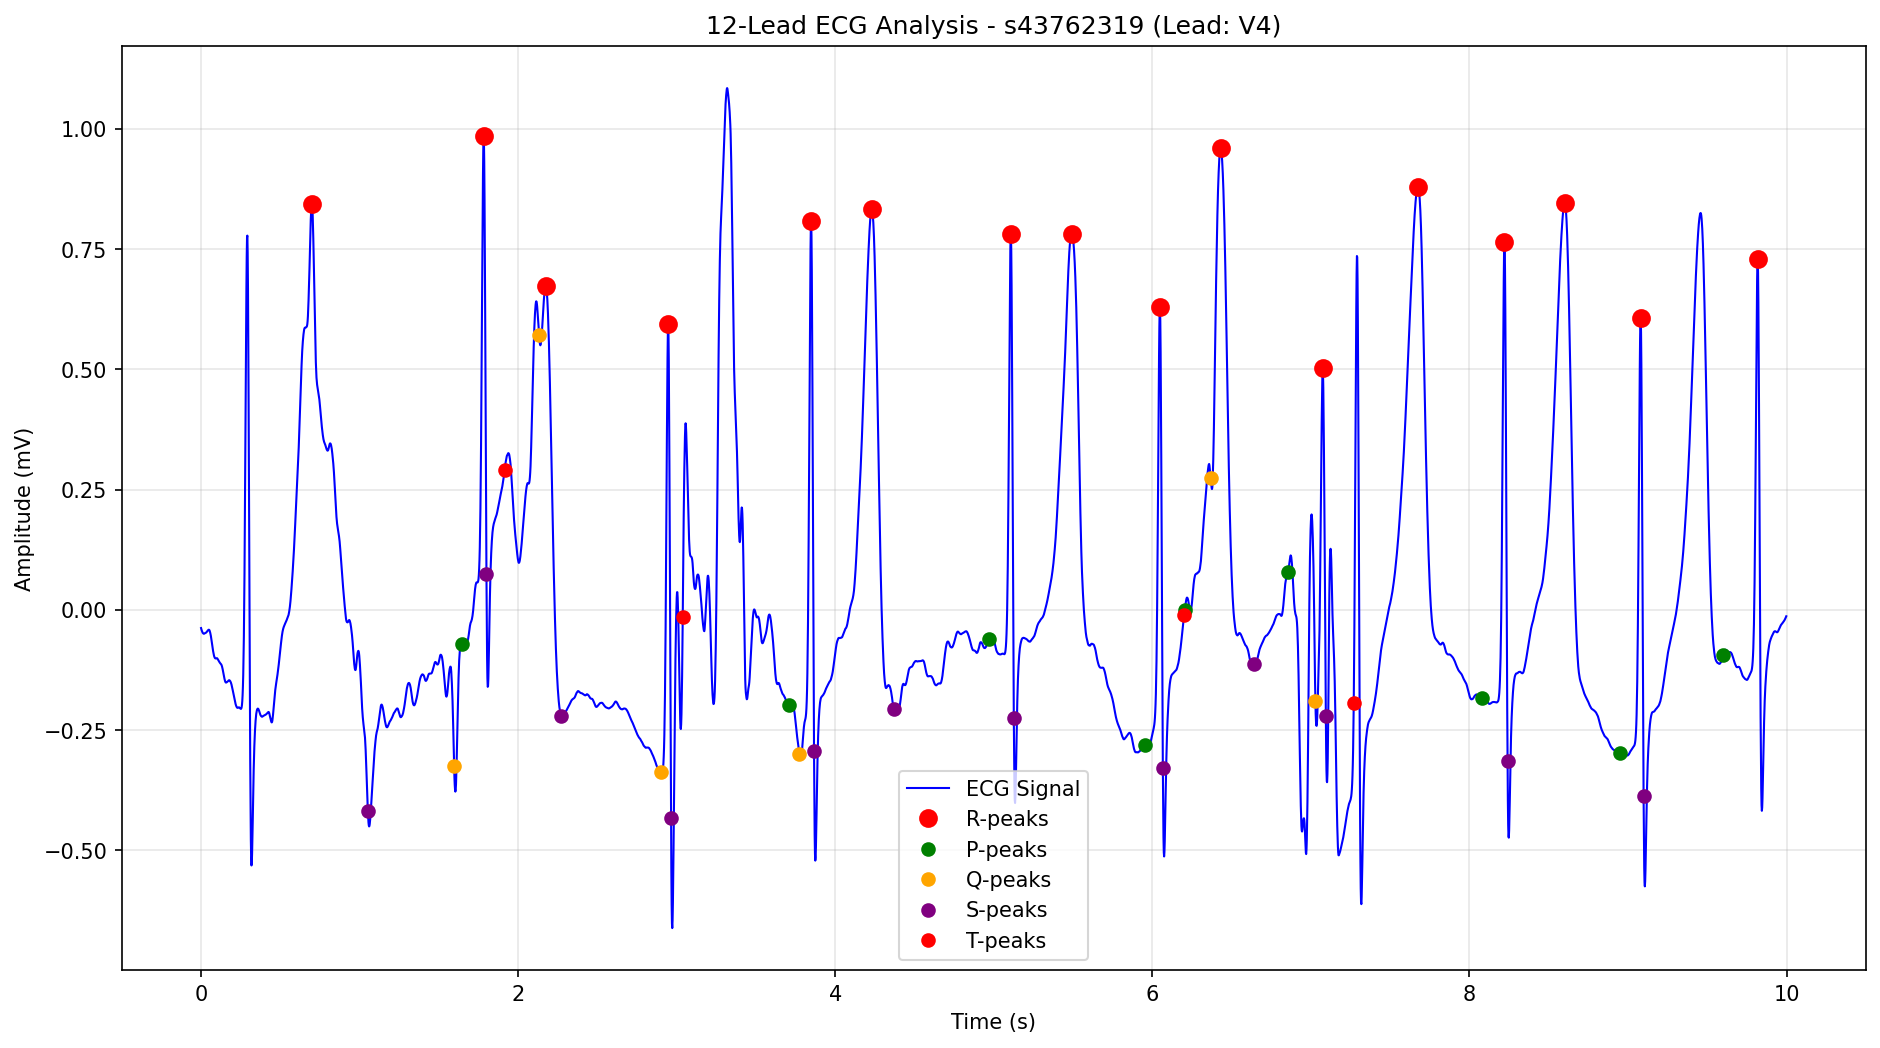 12-Lead ECG Analysis - s43762319 (Lead: V4)
Amplitude (mV)
1.00
0.75
0.50
0.25
0.00
−0.25
−0.50
ECG Signal
R-peaks
P-peaks
Q-peaks
S-peaks
T-peaks
0 2 4 6 8 10
Time (s)